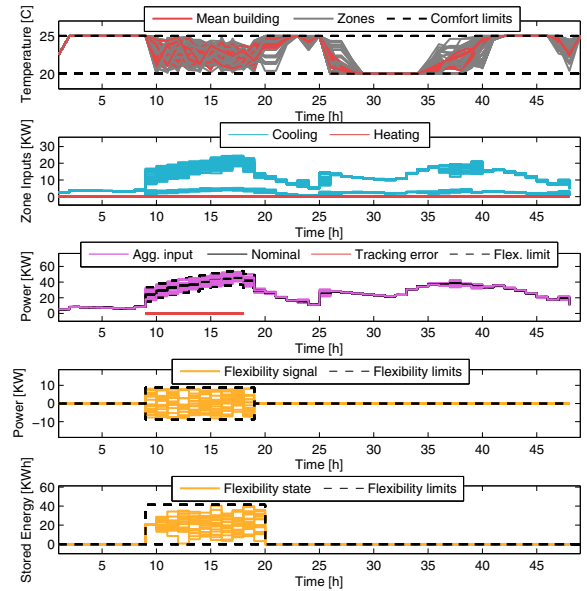 Mean building Zones Comfort limits
Temperature [C]
25
20
5 10 15 20 25 30 35 40 45
Time [h]
Cooling Heating
Zone Inputs [KW]
30
20
10
0
5 10 15 20 25 30 35 40 45
Time [h]
Agg. input Nominal Tracking error Flex. limit
Power [KW]
60
40
20
0
5 10 15 20 25 30 35 40 45
Time [h]
Flexibility signal Flexibility limits
Power [KW]
10
0
−10
5 10 15 20 25 30 35 40 45
Time [h]
Flexibility state Flexibility limits
Stored Energy [KWh]
60
40
20
0
5 10 15 20 25 30 35 40 45
Time [h]